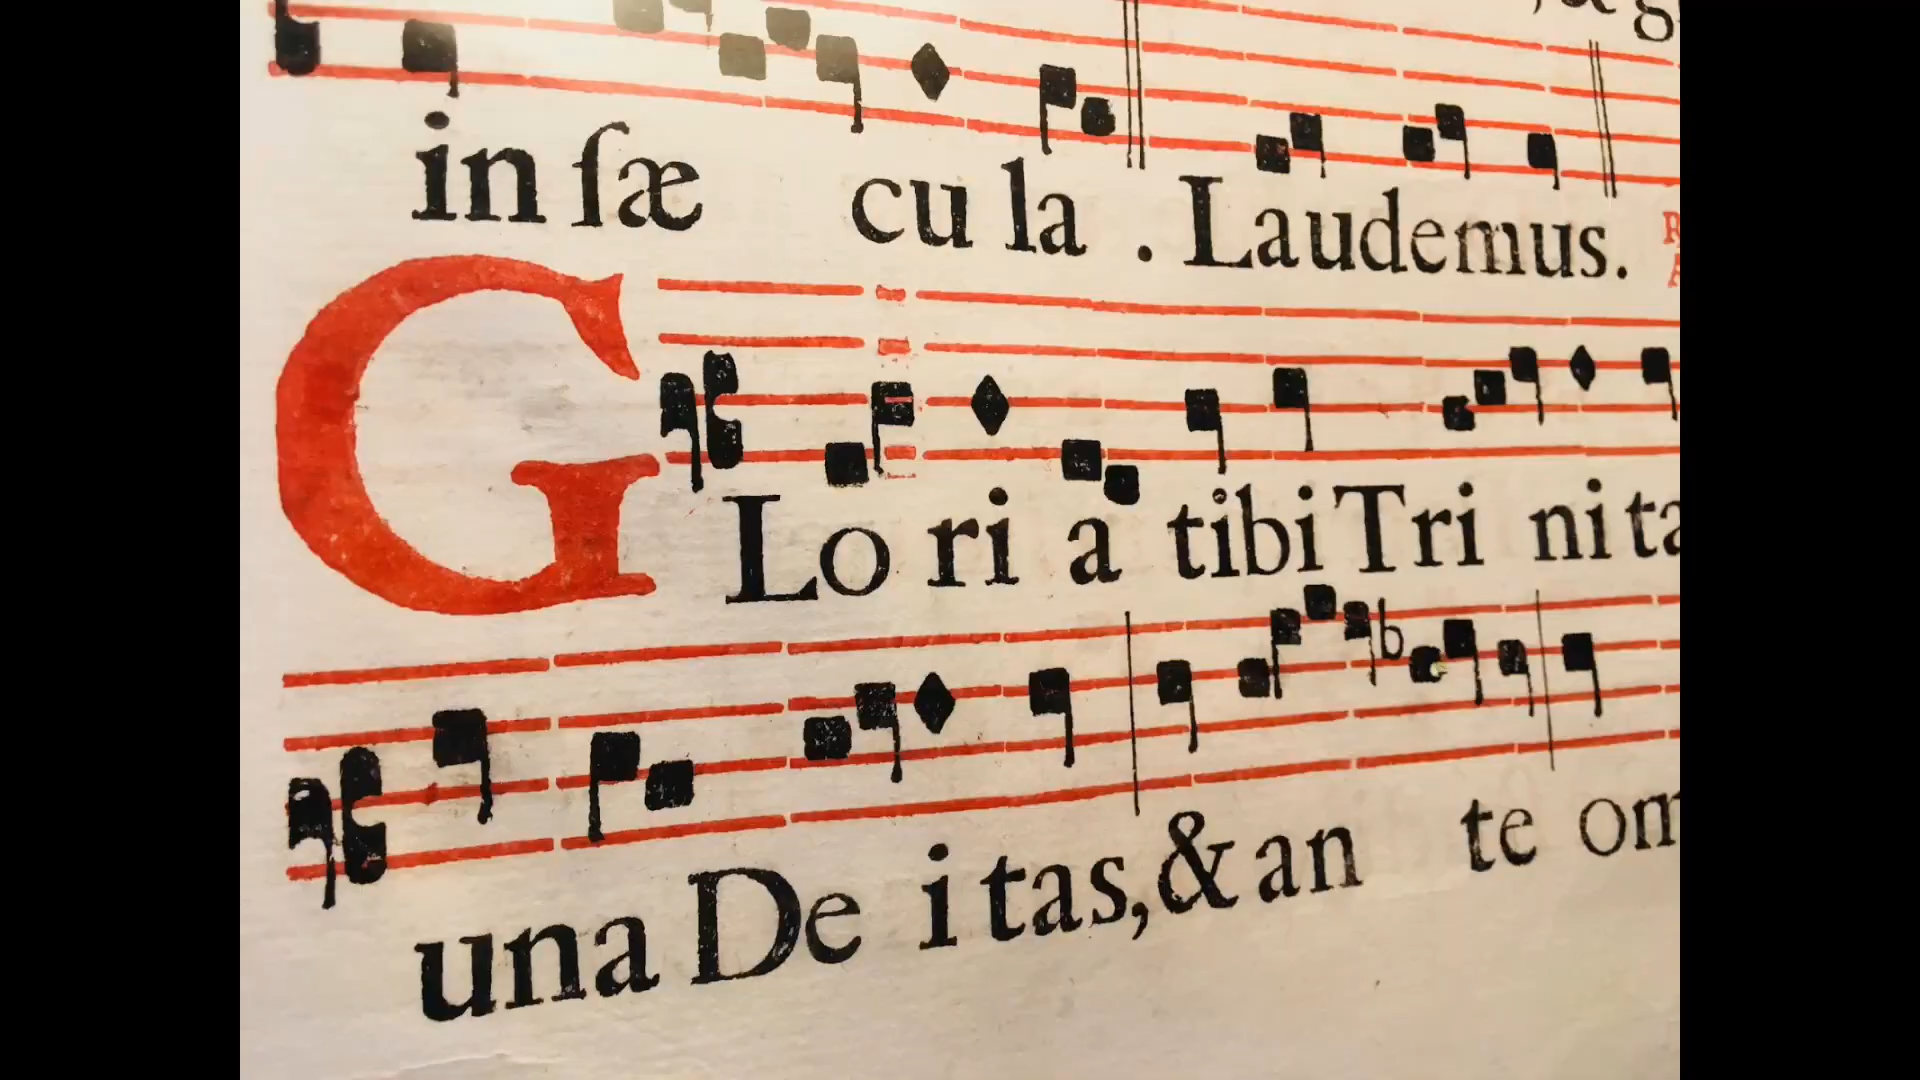 , & g
in ſæ cu la . Laudemus.
GLo ri a tibi Tri ni ta
una De i tas, & an te om